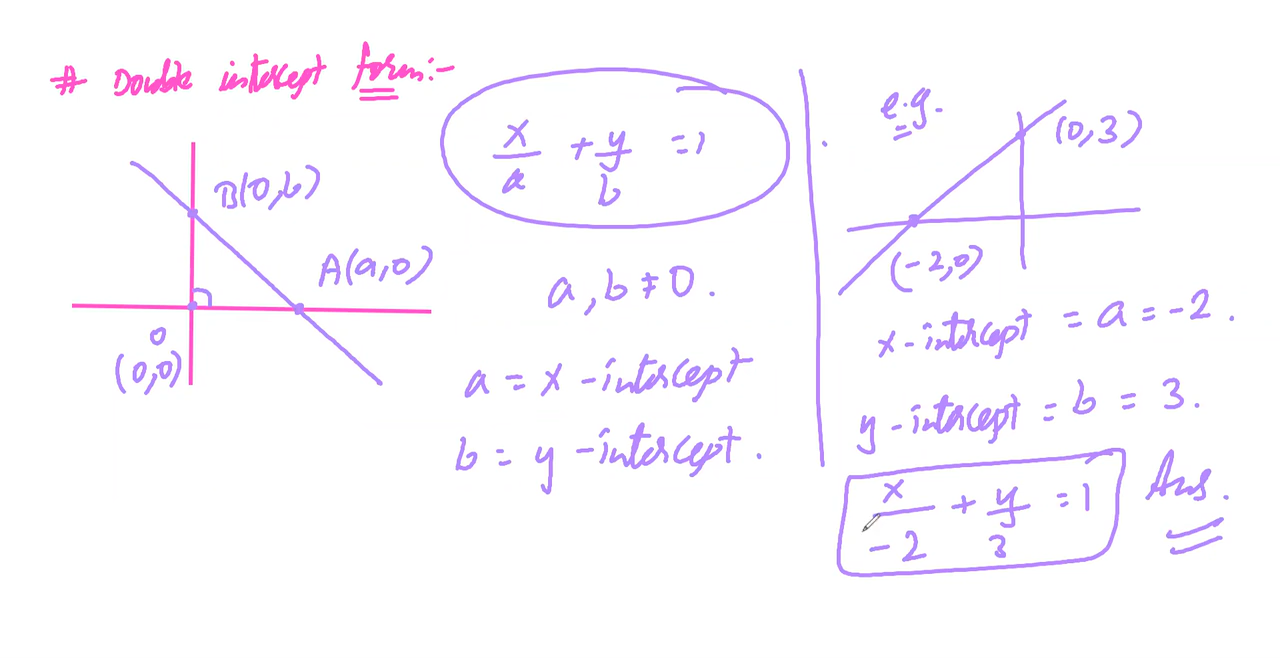 # Double intercept form:-
B(0,b)
A(a,0)
O
(0,0)
x/a + y/b = 1
a, b ≠ 0.
a = x - intercept
b = y - intercept.
e.g.
(0,3)
(-2,0)
x - intercept = a = -2.
y - intercept = b = 3.
x/-2 + y/3 = 1 Ans.